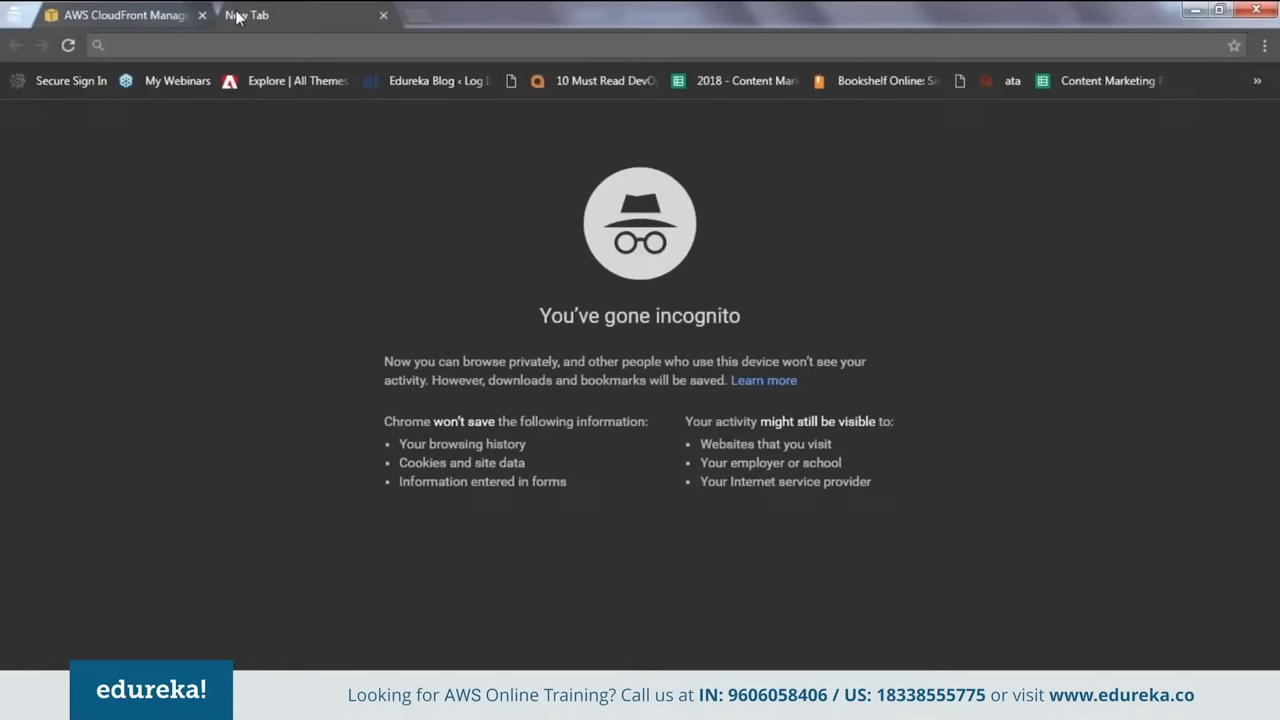 AWS CloudFront Manag
New Tab
Secure Sign In
My Webinars
Explore | All Themes
Edureka Blog ‹ Log I
10 Must Read DevO
2018 - Content Mar
Bookshelf Online: Si
ata
Content Marketing
»
You've gone incognito
Now you can browse privately, and other people who use this device won't see your
activity. However, downloads and bookmarks will be saved. Learn more
Chrome won't save the following information:
• Your browsing history
• Cookies and site data
• Information entered in forms
Your activity might still be visible to:
• Websites that you visit
• Your employer or school
• Your Internet service provider
edureka!
Looking for AWS Online Training? Call us at IN: 9606058406 / US: 18338555775 or visit www.edureka.co